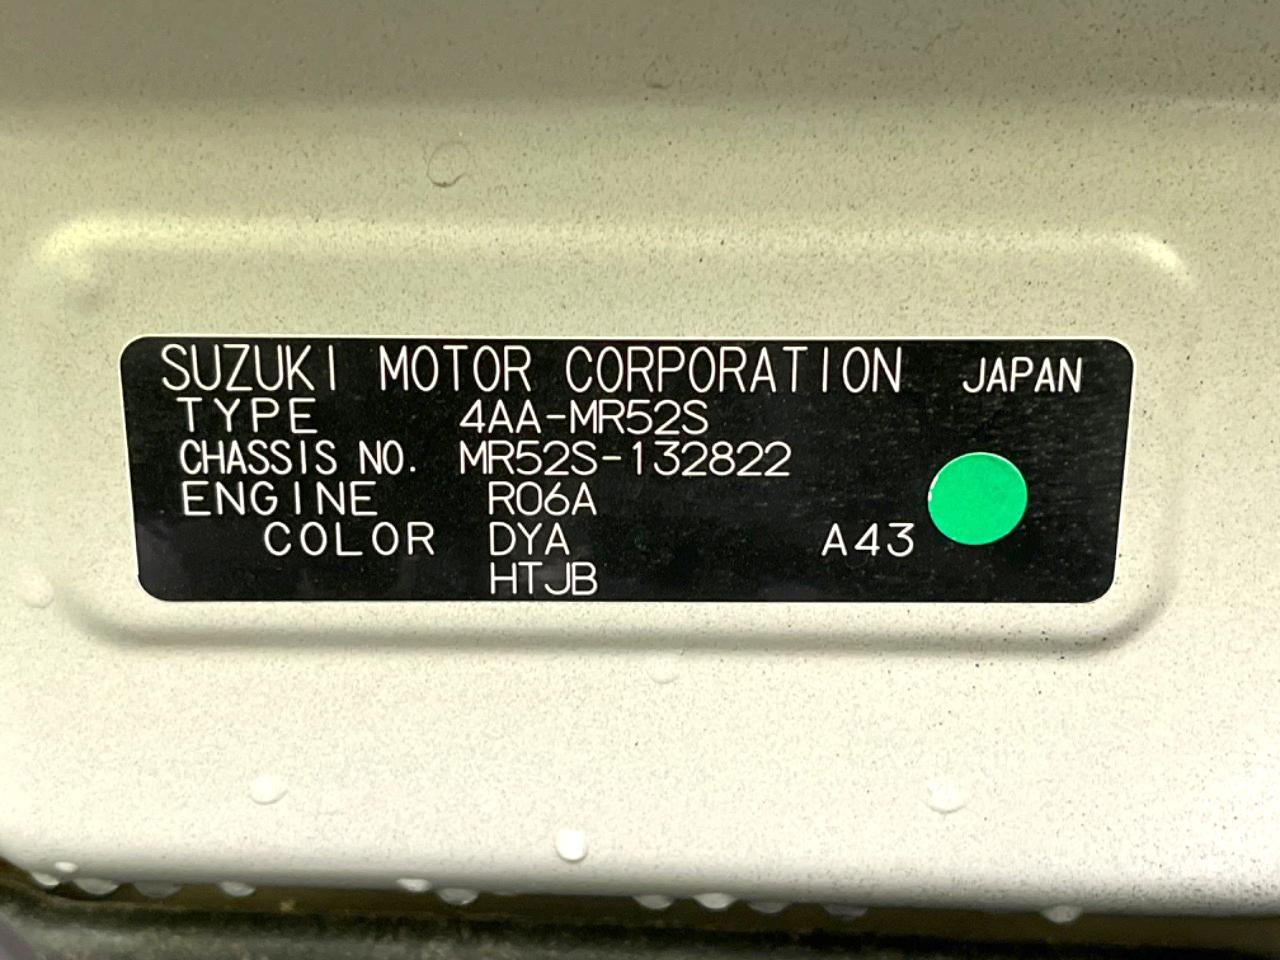 SUZUKI MOTOR CORPORATION JAPAN
TYPE 4AA-MR52S
CHASSIS NO. MR52S-132822
ENGINE R06A
COLOR DYA A43
HTJB